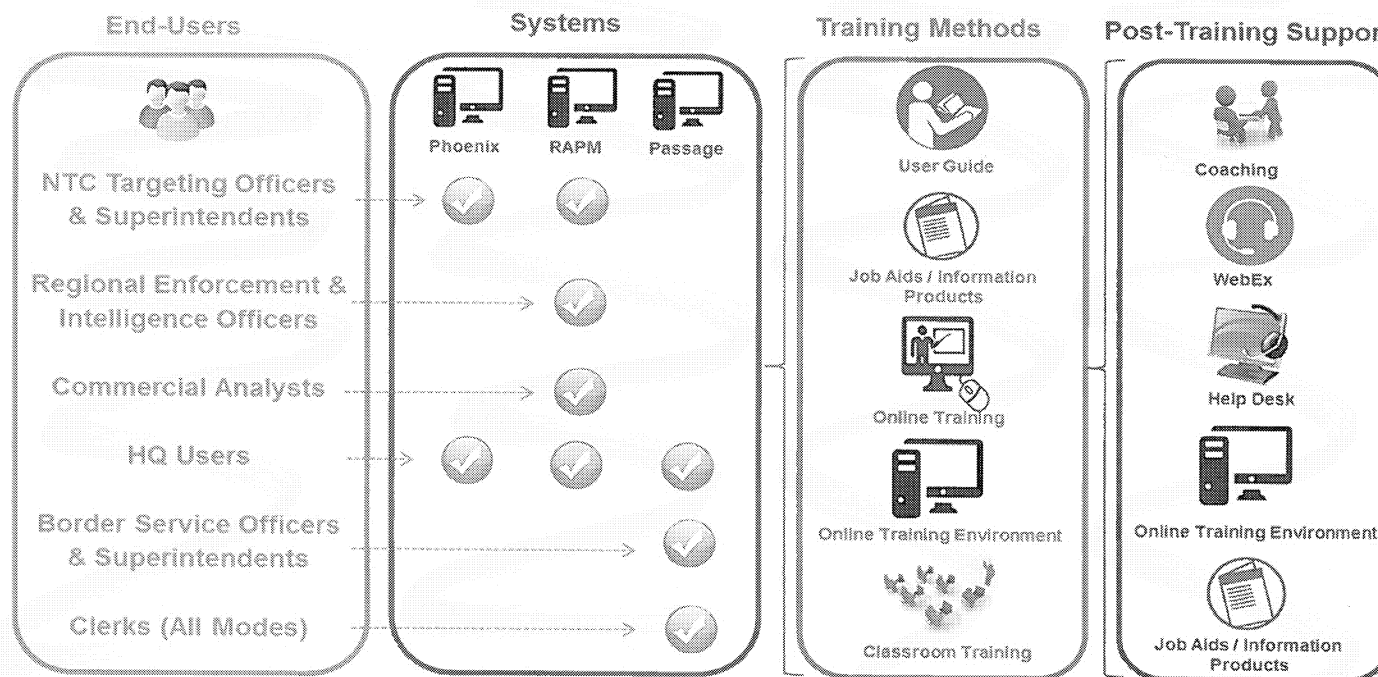 End-Users
Systems
Training Methods
Post-Training Suppor
Phoenix
RAPM
Passage
NTC Targeting Officers
& Superintendents
Regional Enforcement &
Intelligence Officers
Commercial Analysts
HQ Users
Border Service Officers
& Superintendents
Clerks (All Modes)
User Guide
Job Aids / Information
Products
Online Training
Online Training Environment
Classroom Training
Coaching
WebEx
Help Desk
Online Training Environment
Job Aids / Information
Products